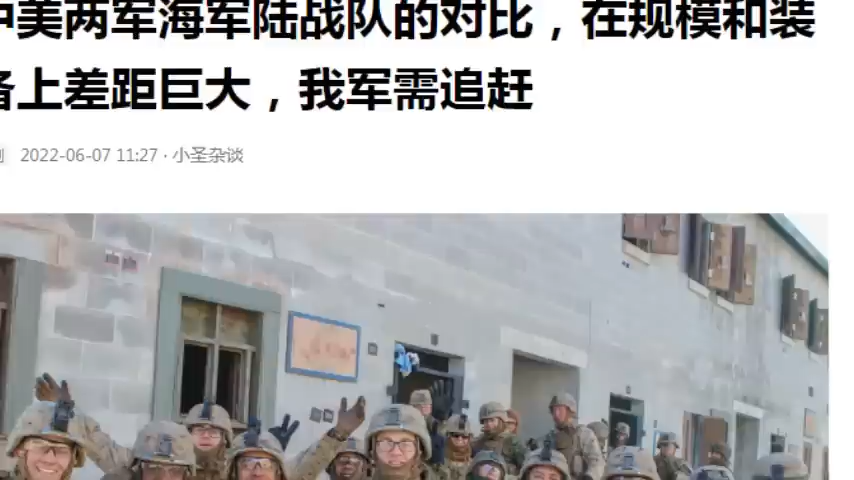 中美两军海军陆战队的对比，在规模和装
备上差距巨大，我军需追赶
2022-06-07 11:27 · 小圣杂谈